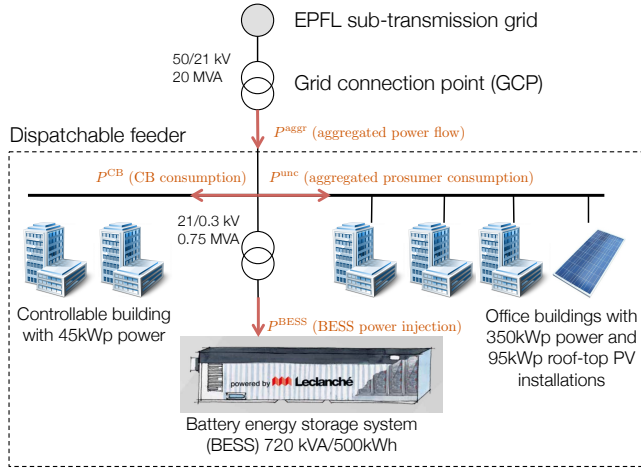 EPFL sub-transmission grid
50/21 kV
20 MVA
Grid connection point (GCP)
P^aggr (aggregated power flow)
Dispatchable feeder
P^CB (CB consumption)
P^unc (aggregated prosumer consumption)
21/0.3 kV
0.75 MVA
Controllable building
with 45kWp power
P^BESS (BESS power injection)
Office buildings with
350kWp power and
95kWp roof-top PV
installations
powered by Leclanché
Battery energy storage system
(BESS) 720 kVA/500kWh